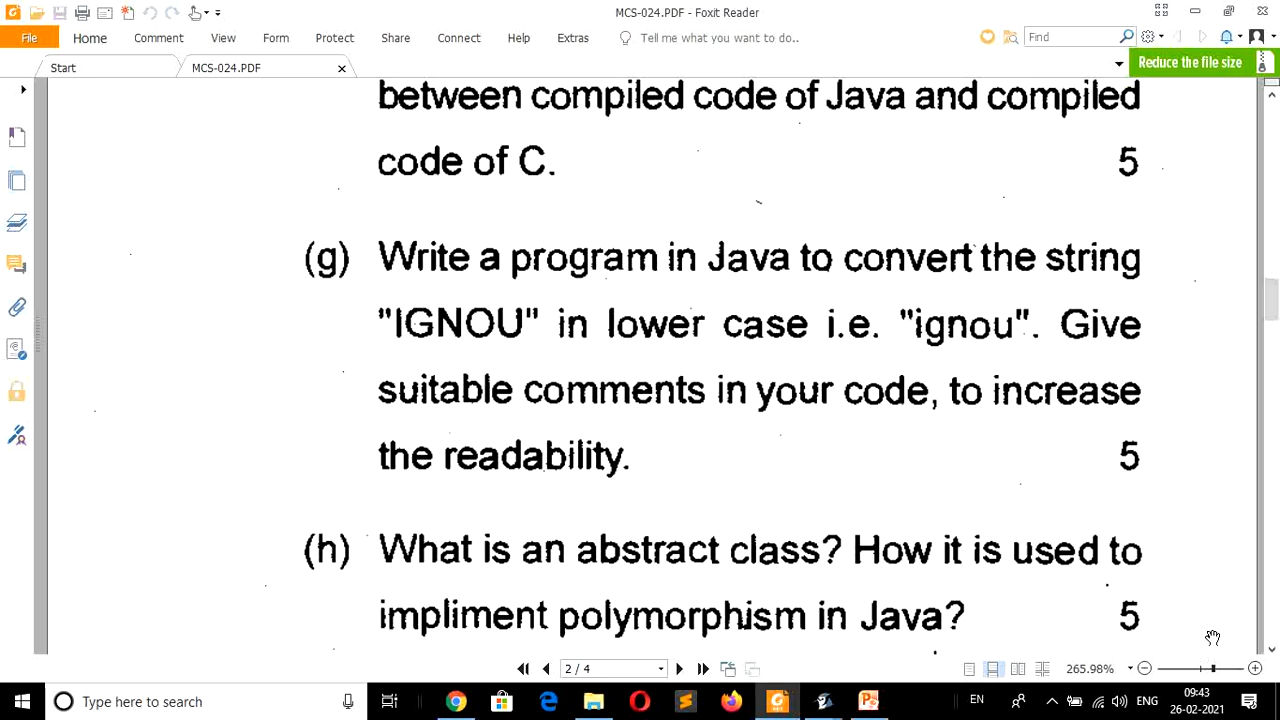 MCS-024.PDF - Foxit Reader
File Home Comment View Form Protect Share Connect Help Extras Tell me what you want to do.. Find
Start MCS-024.PDF Reduce the file size
between compiled code of Java and compiled
code of C. 5
(g) Write a program in Java to convert the string
"IGNOU" in lower case i.e. "ignou". Give
suitable comments in your code, to increase
the readability. 5
(h) What is an abstract class? How it is used to
impliment polymorphism in Java? 5
2 / 4 265.98%
Type here to search EN ENG 09:43
26-02-2021